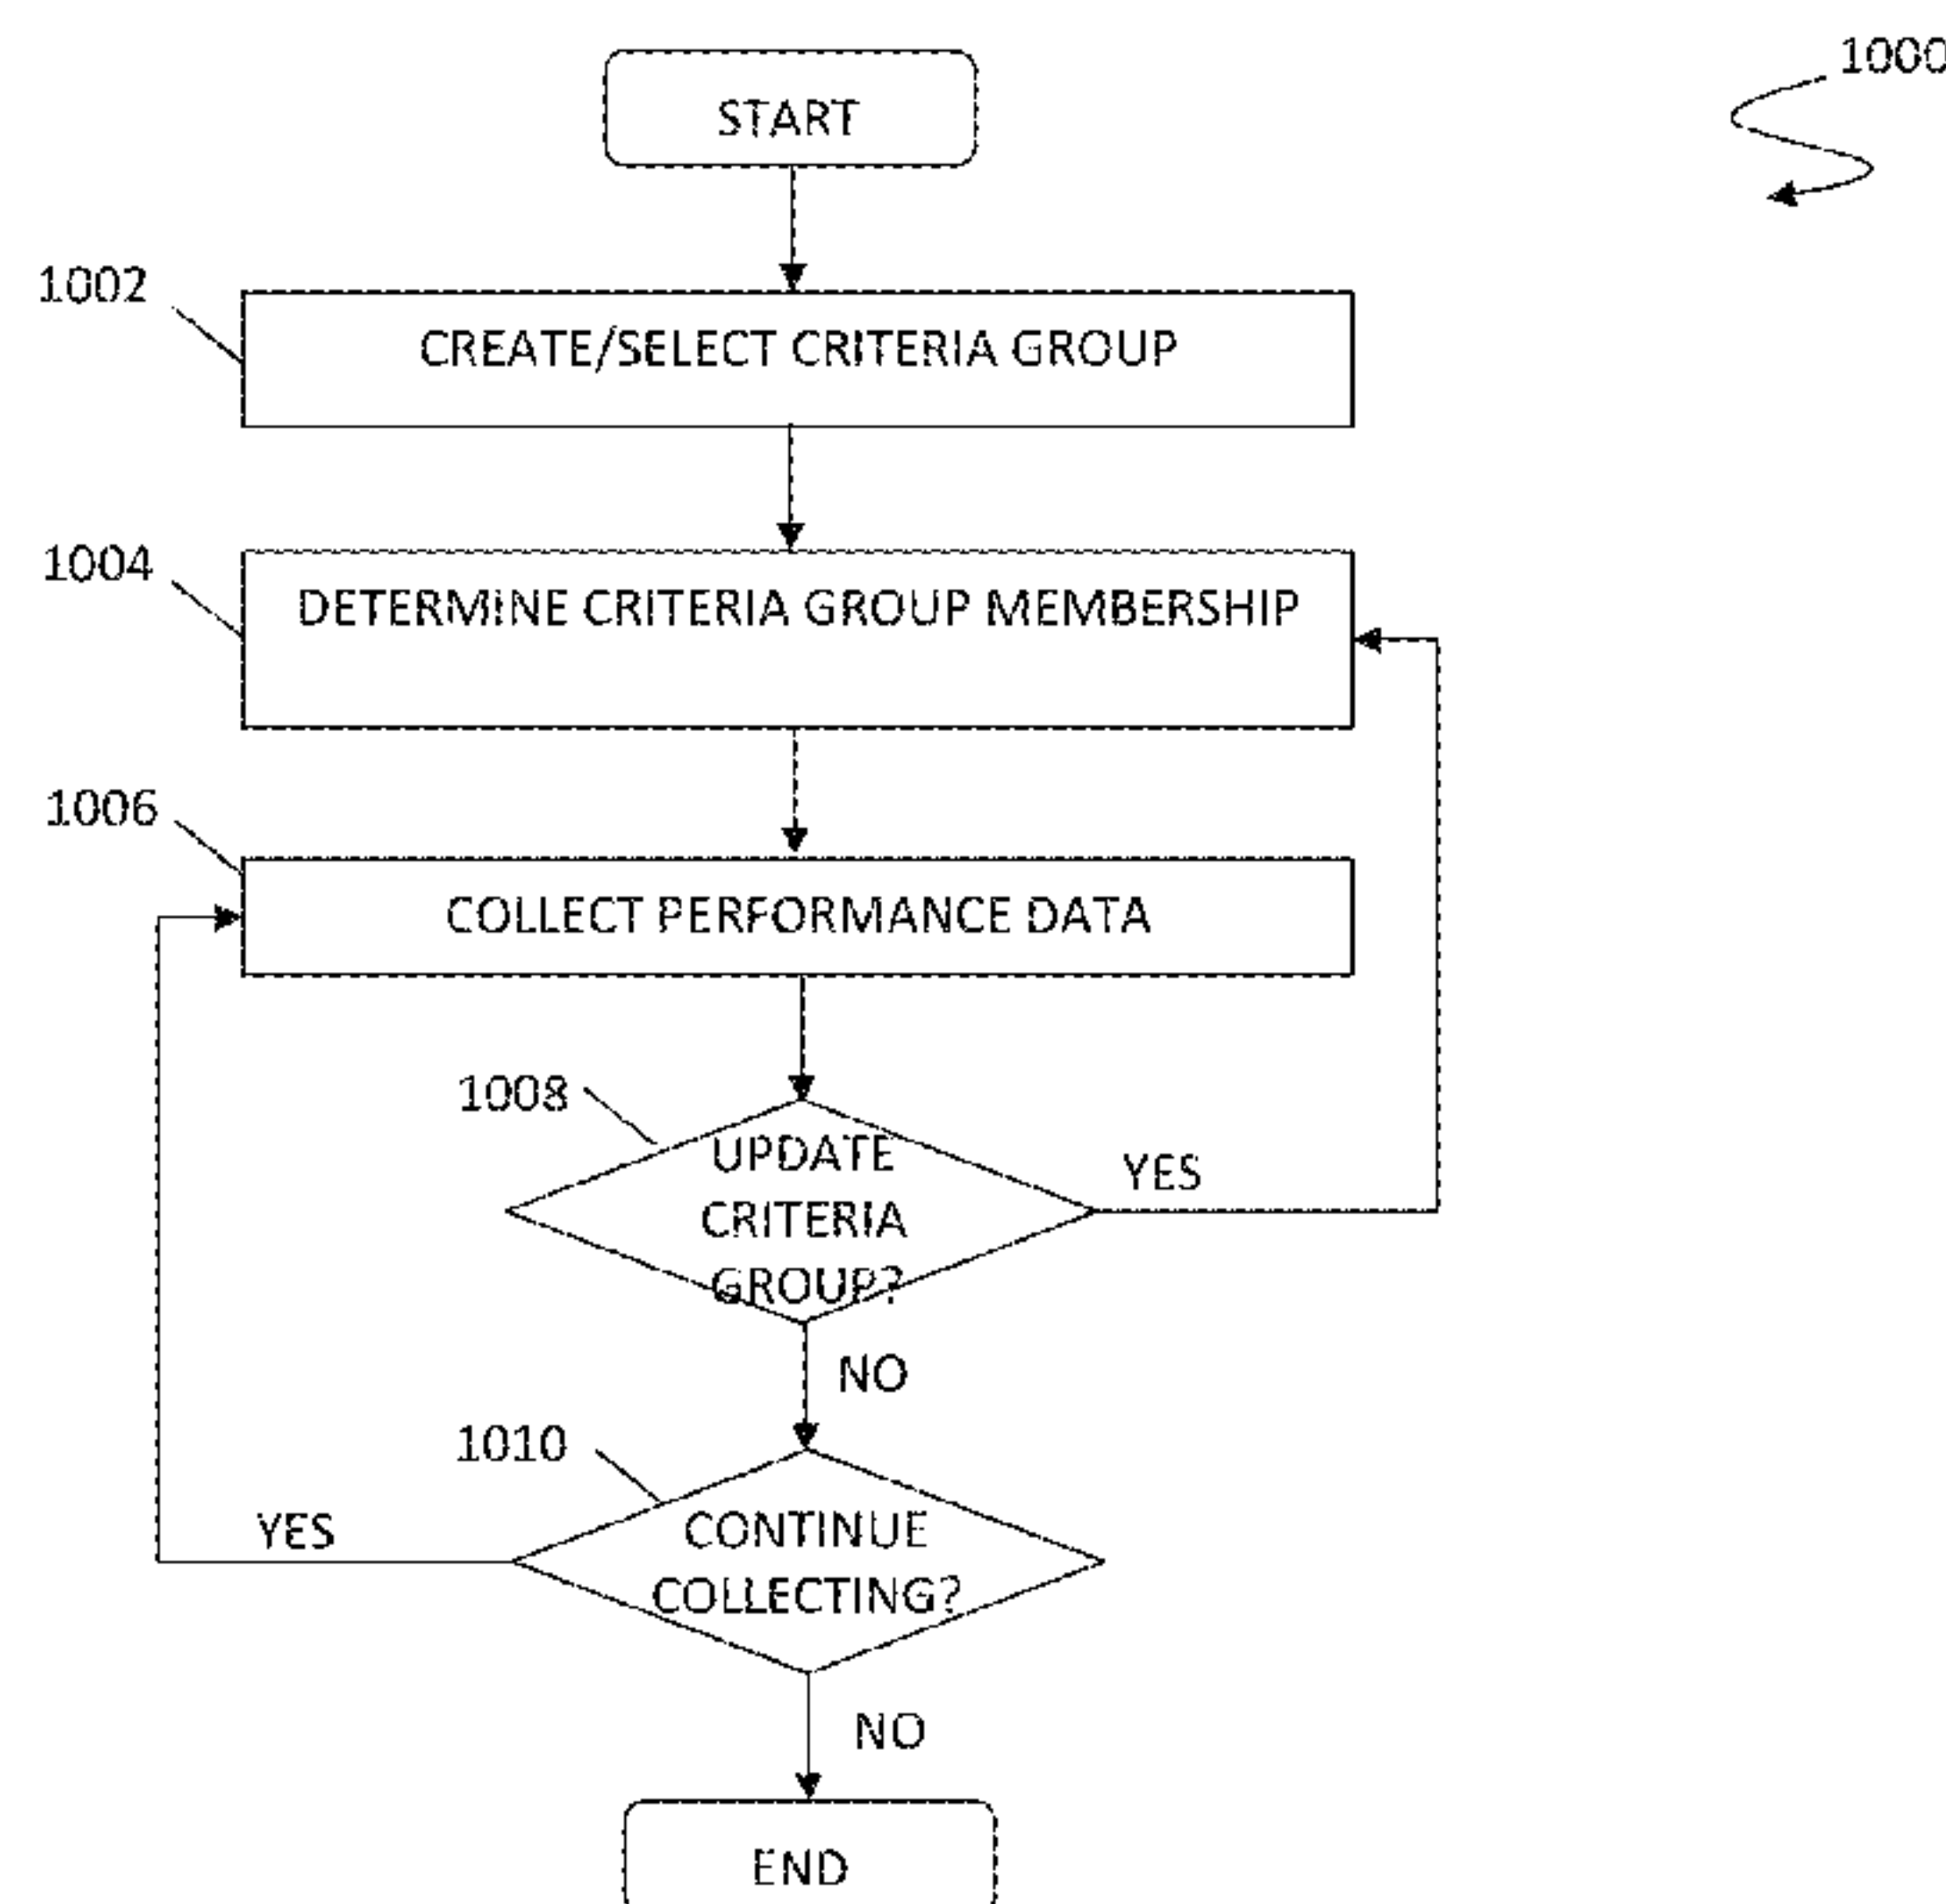 START
1000
1002
CREATE/SELECT CRITERIA GROUP
1004
DETERMINE CRITERIA GROUP MEMBERSHIP
1006
COLLECT PERFORMANCE DATA
1008
UPDATE
CRITERIA
GROUP?
YES
NO
1010
CONTINUE
COLLECTING?
YES
NO
END